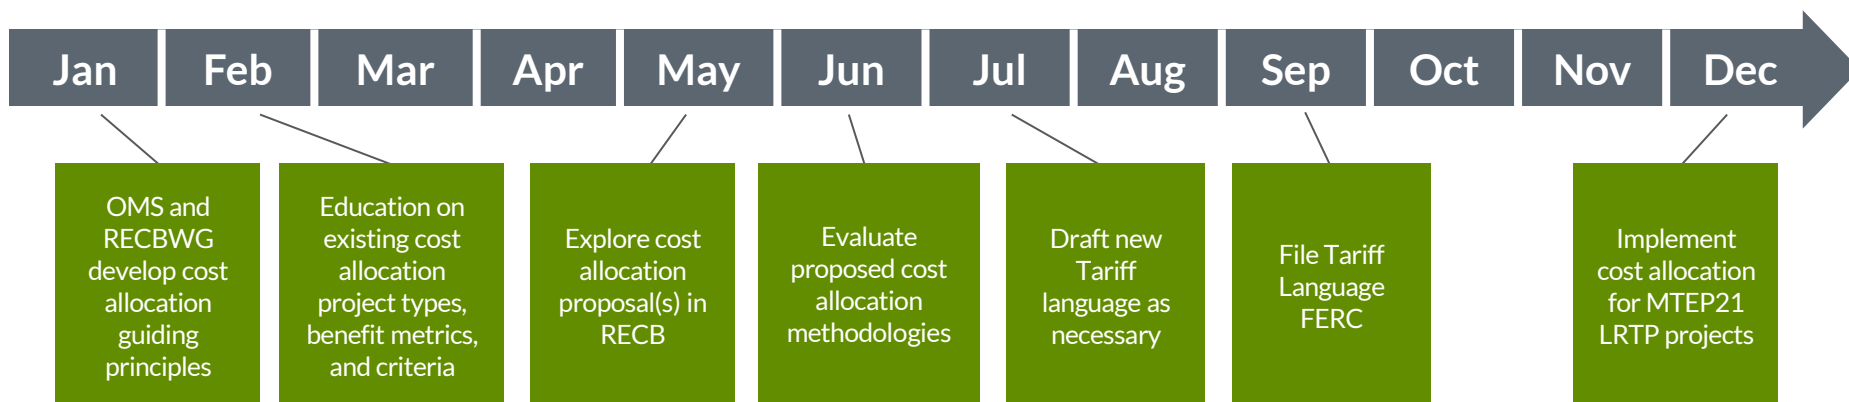 Jan Feb Mar Apr May Jun Jul Aug Sep Oct Nov Dec
OMS and
RECBWG
develop cost
allocation
guiding
principles
Education on
existing cost
allocation
project types,
benefit metrics,
and criteria
Explore cost
allocation
proposal(s) in
RECB
Evaluate
proposed cost
allocation
methodologies
Draft new
Tariff
language as
necessary
File Tariff
Language
FERC
Implement
cost allocation
for MTEP21
LRTP projects